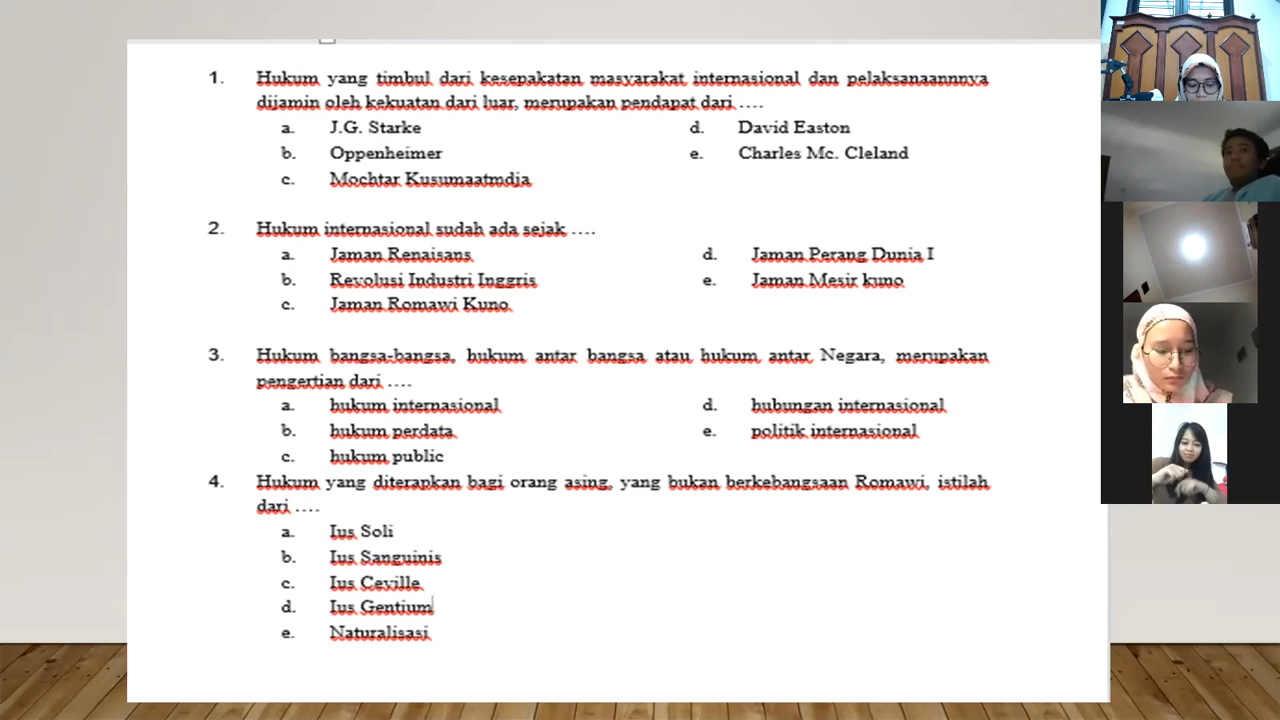 1. Hukum yang timbul dari kesepakatan masyarakat internasional dan pelaksanaannnya
dijamin oleh kekuatan dari luar, merupakan pendapat dari ....
a. J.G. Starke d. David Easton
b. Oppenheimer e. Charles Mc. Cleland
c. Mochtar Kusumaatmdja
2. Hukum internasional sudah ada sejak ....
a. Jaman Renaisans d. Jaman Perang Dunia I
b. Revolusi Industri Inggris e. Jaman Mesir kuno
c. Jaman Romawi Kuno
3. Hukum bangsa-bangsa, hukum antar bangsa atau hukum antar Negara, merupakan
pengertian dari ....
a. hukum internasional d. hubungan internasional
b. hukum perdata e. politik internasional
c. hukum public
4. Hukum yang diterapkan bagi orang asing, yang bukan berkebangsaan Romawi, istilah
dari ....
a. Ius Soli
b. Ius Sanguinis
c. Ius Ceville
d. Ius Gentium
e. Naturalisasi